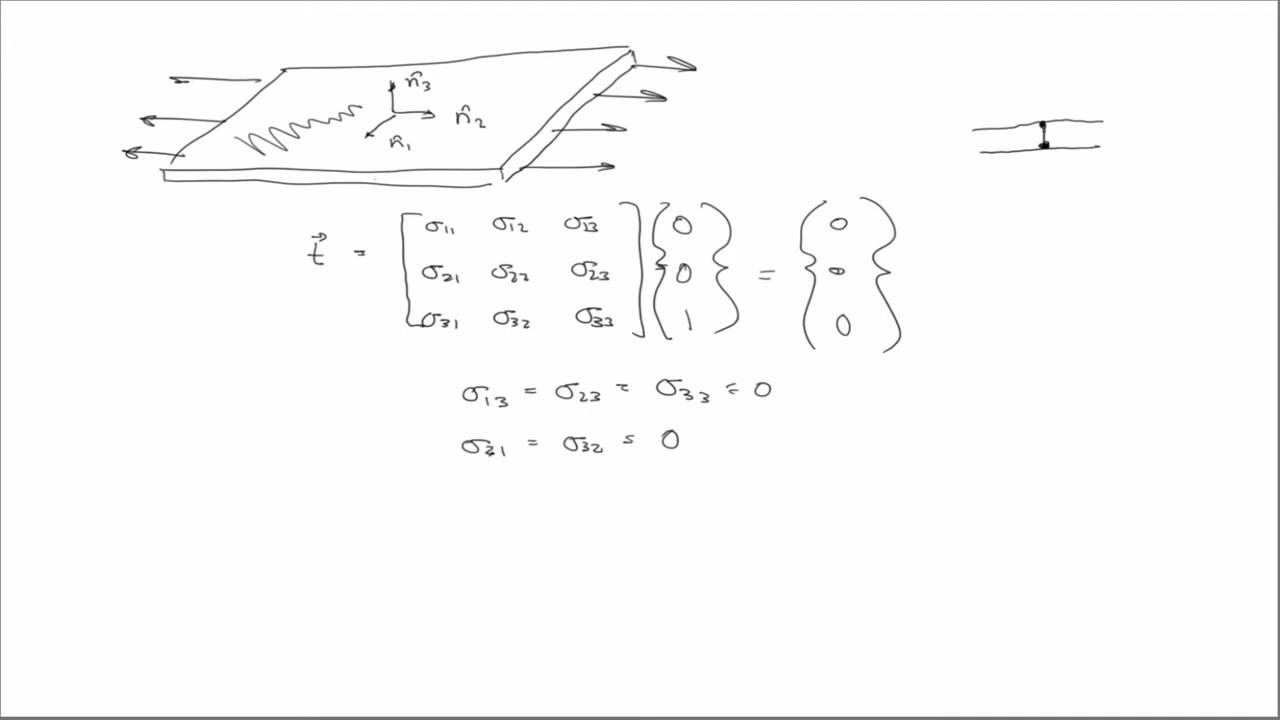 n̂₃
n̂₂
n̂₁
t⃗ = [σ₁₁ σ₁₂ σ₁₃] {0} {0}
[σ₂₁ σ₂₂ σ₂₃] {0} = {0}
[σ₃₁ σ₃₂ σ₃₃] {1} {0}
σ₁₃ = σ₂₃ = σ₃₃ = 0
σ₃₁ = σ₃₂ = 0